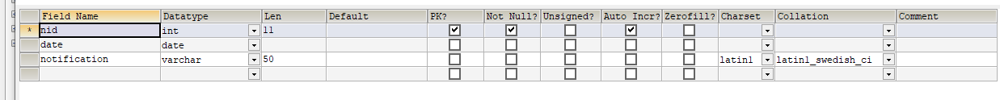 Field Name Datatype Len Default PK? Not Null? Unsigned? Auto Incr? Zerofill? Charset Collation Comment
* nid int 11
date date
notification varchar 50 latin1 latin1_swedish_ci